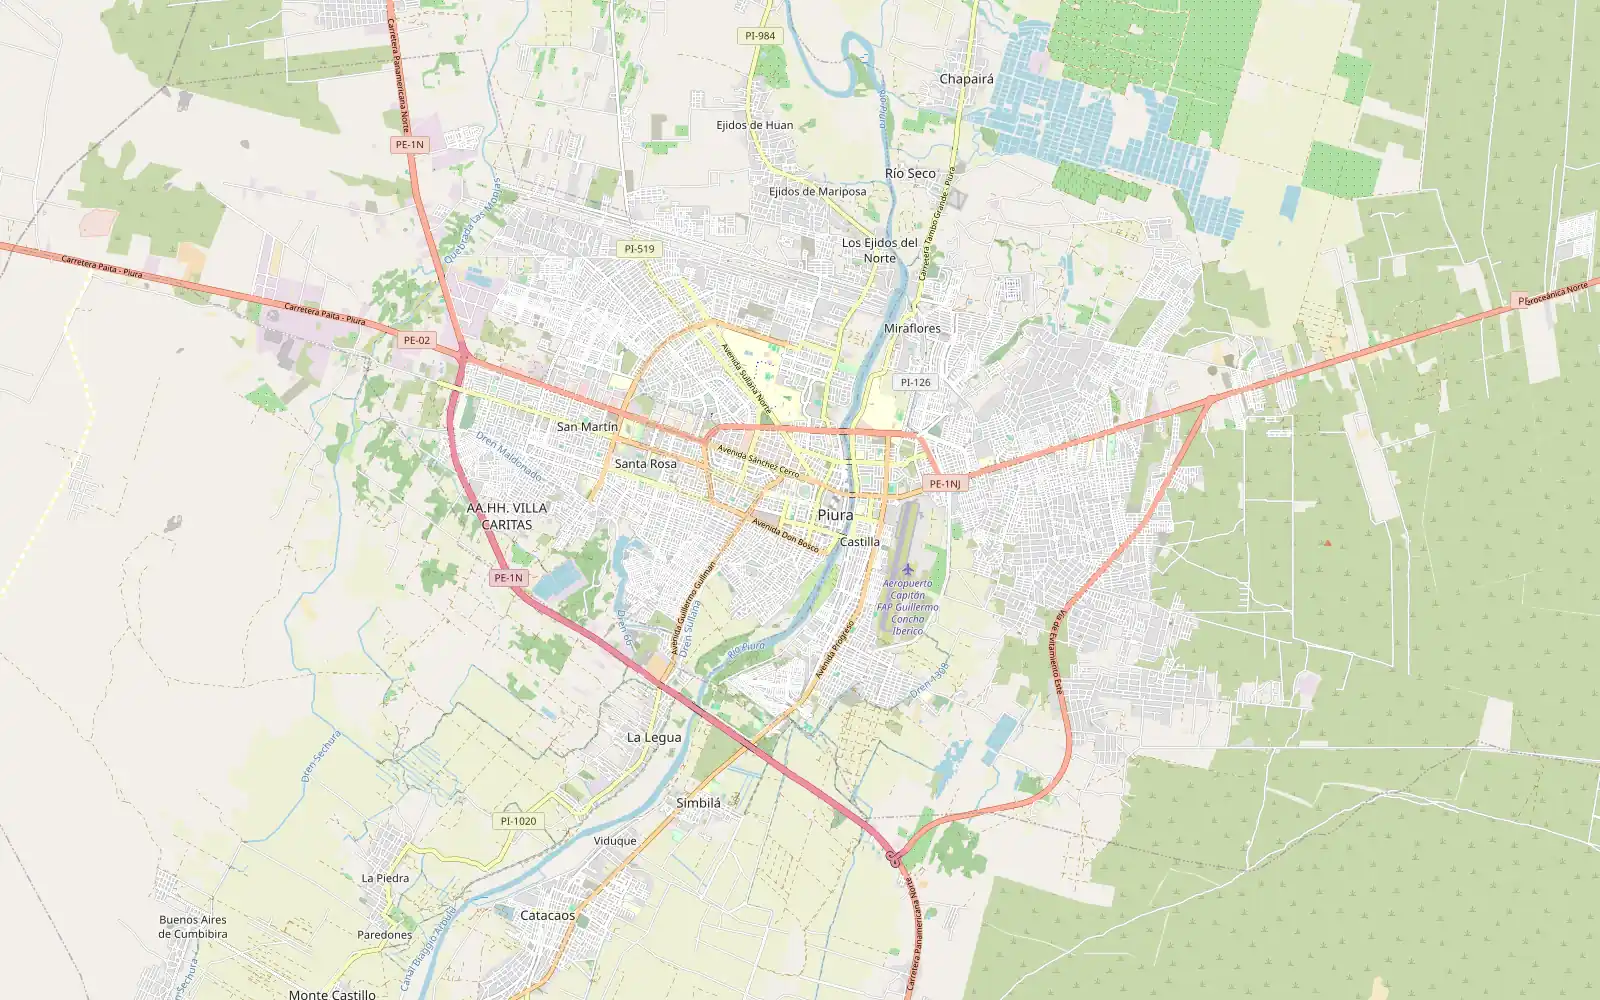 PI-984
Carretera Panamericana Norte
Chapairá
Río Piura
Ejidos de Huan
PE-1N
Río Seco
Ejidos de Mariposa
Quebrada Las Monjas
Carretera Tambo Grande - Piura
PI-519
Los Ejidos del
Norte
Carretera Paita - Piura
Carretera Paita - Piura
roceánica Norte
Miraflores
PE-02
Avenida Sullana Norte
PI-126
San Martín
Dren Maldonado
Avenida Sánchez Cerro
Santa Rosa
PE-1NJ
AA.HH. VILLA
CARITAS
Piura
Avenida Don Bosco
Castilla
PE-1N
Aeropuerto
Capitán
FAP Guillermo
Concha
Iberico
Avenida Guillermo Gullman
Dren Sullana
Dren 66
Vía de Evitamiento Este
Río Piura
Avenida Progreso
Dren 1308
La Legua
Dren Sechura
Simbilá
PI-1020
Viduque
La Piedra
Carretera Panamericana Norte
Buenos Aires
de Cumbibira
Catacaos
Paredones
Canal Biaggio Arbulú
Sechura
Monte Castillo